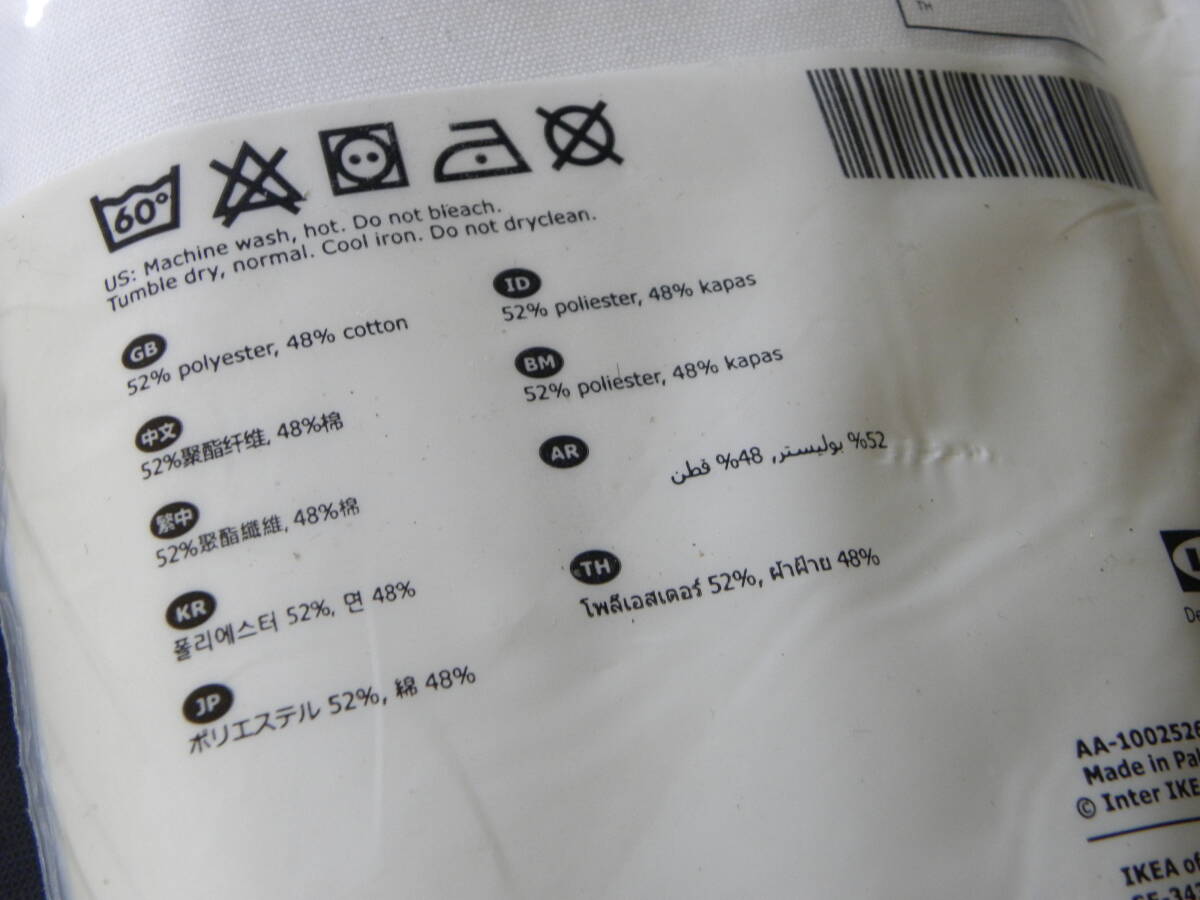 TH
60°
US: Machine wash, hot. Do not bleach.
Tumble dry, normal. Cool iron. Do not dryclean.
GB
52% polyester, 48% cotton
中文
52%聚酯纤维, 48%棉
繁中
52%聚酯纖維, 48%棉
KR
폴리에스터 52%, 면 48%
JP
ポリエステル 52%, 綿 48%
ID
52% poliester, 48% kapas
BM
52% poliester, 48% kapas
AR
52% بوليستر, 48% قطن
TH
โพลีเอสเตอร์ 52%, ผ้าฝ้าย 48%
AA-1002526
Made in
© Inter IKE
IKEA of